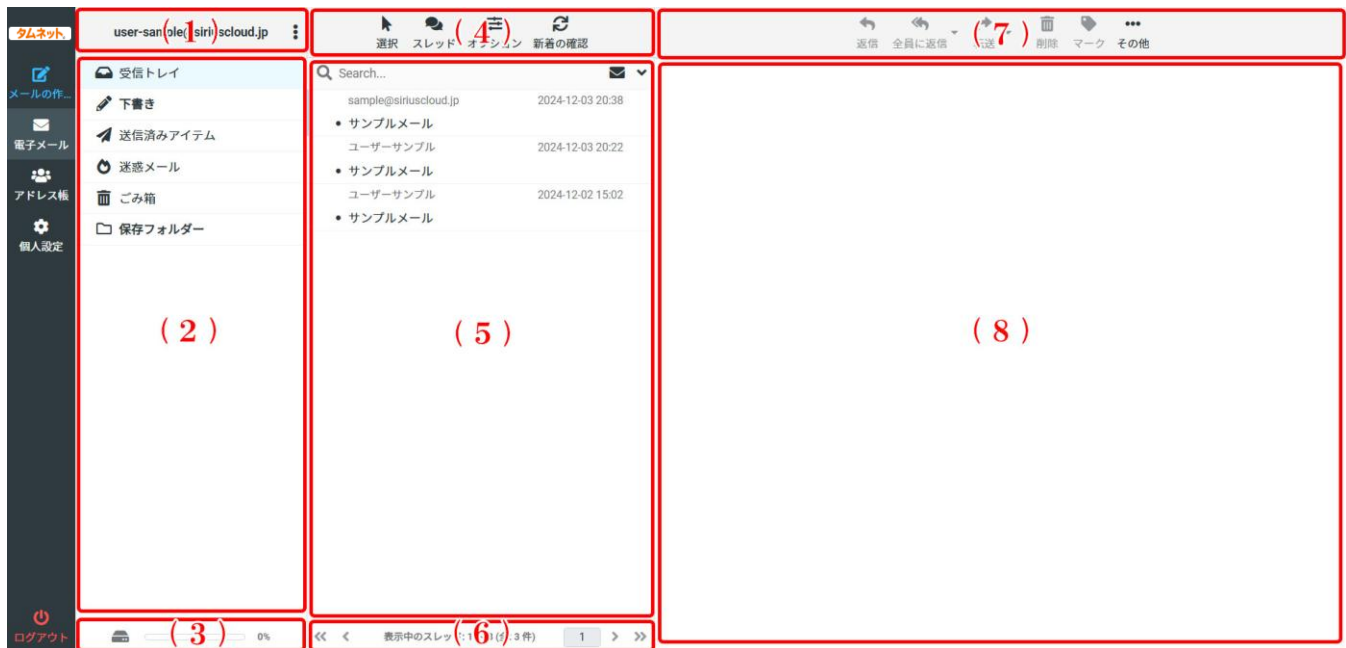 タムネット
メールの作...
電子メール
アドレス帳
個人設定
ログアウト
(1)
受信トレイ
下書き
送信済みアイテム
迷惑メール
ごみ箱
保存フォルダー
(2)
(3) 0%
選択 スレッド (4) 新着の確認
Search...
sample@siriuscloud.jp 2024-12-03 20:38
• サンプルメール
ユーザーサンプル 2024-12-03 20:22
• サンプルメール
ユーザーサンプル 2024-12-02 15:02
• サンプルメール
(5)
(6) 3 件) 1
返信 全員に返信 (7) 削除 マーク その他
(8)